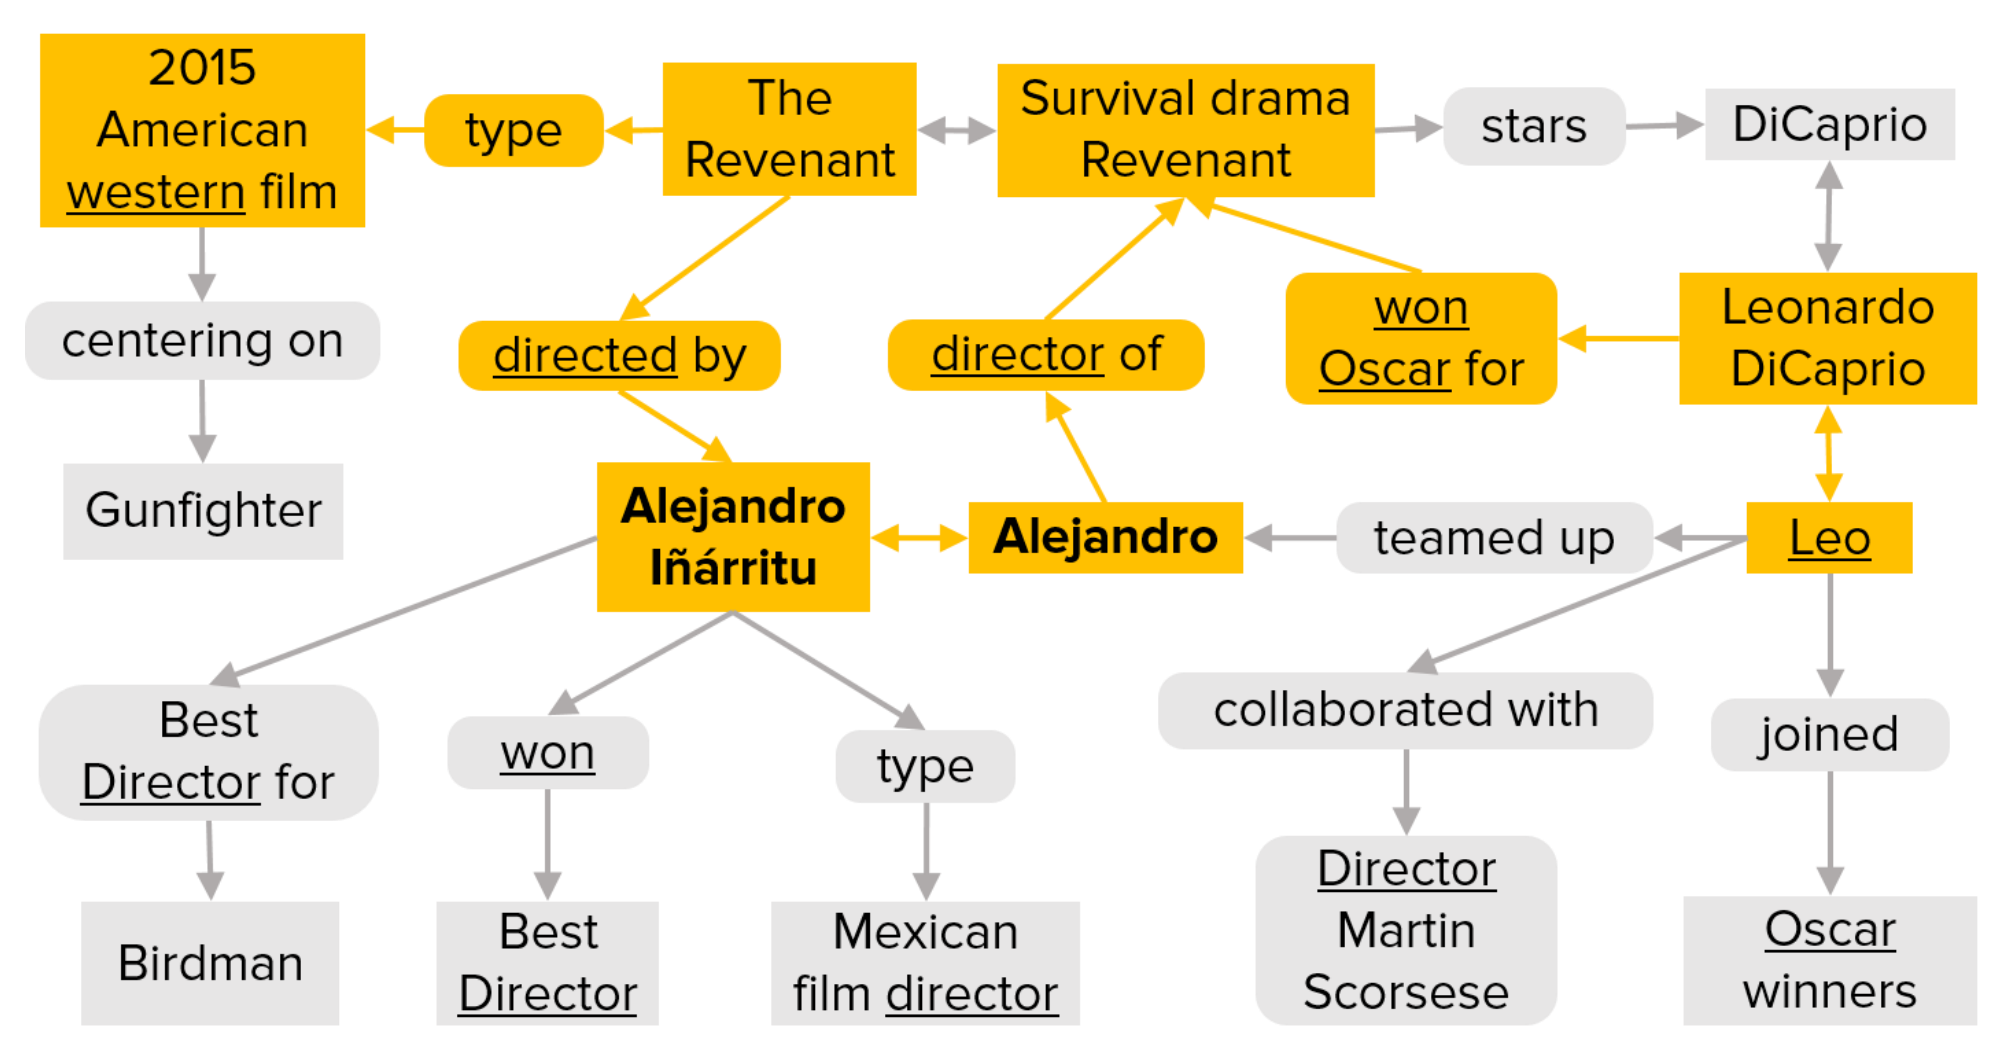 2015
American
western film
type
The
Revenant
Survival drama
Revenant
stars
DiCaprio
centering on
directed by
director of
won
Oscar for
Leonardo
DiCaprio
Gunfighter
Alejandro
Iñárritu
Alejandro
teamed up
Leo
Best
Director for
won
type
collaborated with
joined
Birdman
Best
Director
Mexican
film director
Director
Martin
Scorsese
Oscar
winners